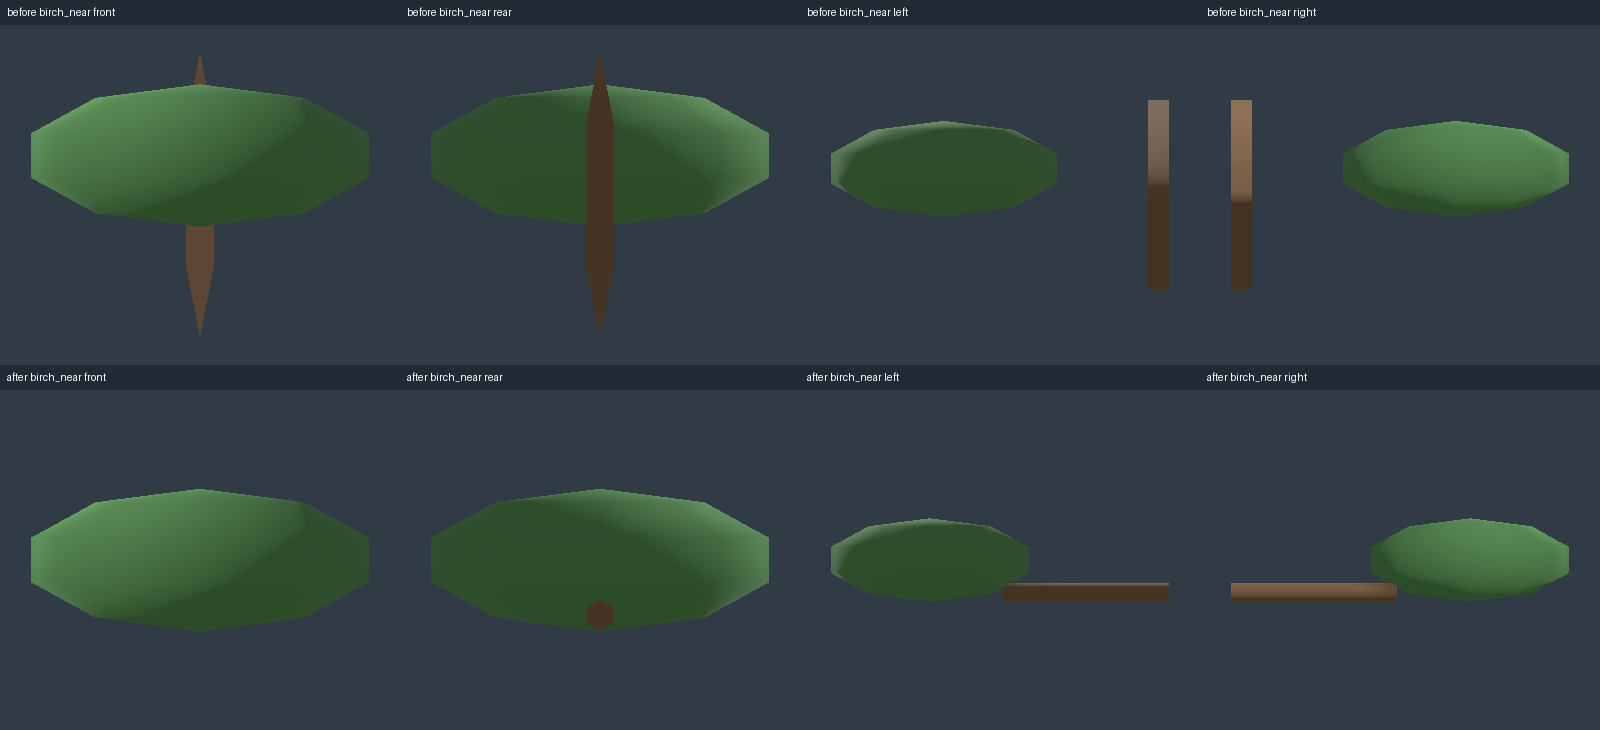 before birch_near front
before birch_near rear
before birch_near left
before birch_near right
after birch_near front
after birch_near rear
after birch_near left
after birch_near right